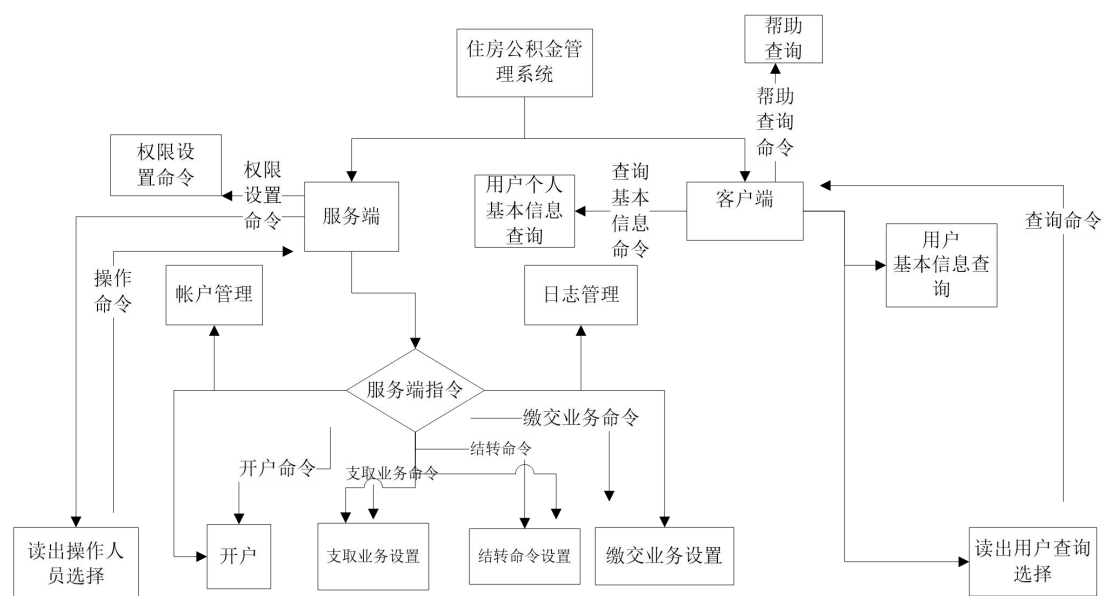 住房公积金管
理系统
帮助
查询
帮助
查询
命令
权限设
置命令
权限
设置
命令
服务端
用户个人
基本信息
查询
查询
基本
信息
命令
客户端
查询命令
用户
基本信息查
询
操作
命令
帐户管理
日志管理
服务端指令
缴交业务命令
结转命令
开户命令
支取业务命令
读出操作人
员选择
开户
支取业务设置
结转命令设置
缴交业务设置
读出用户查询
选择